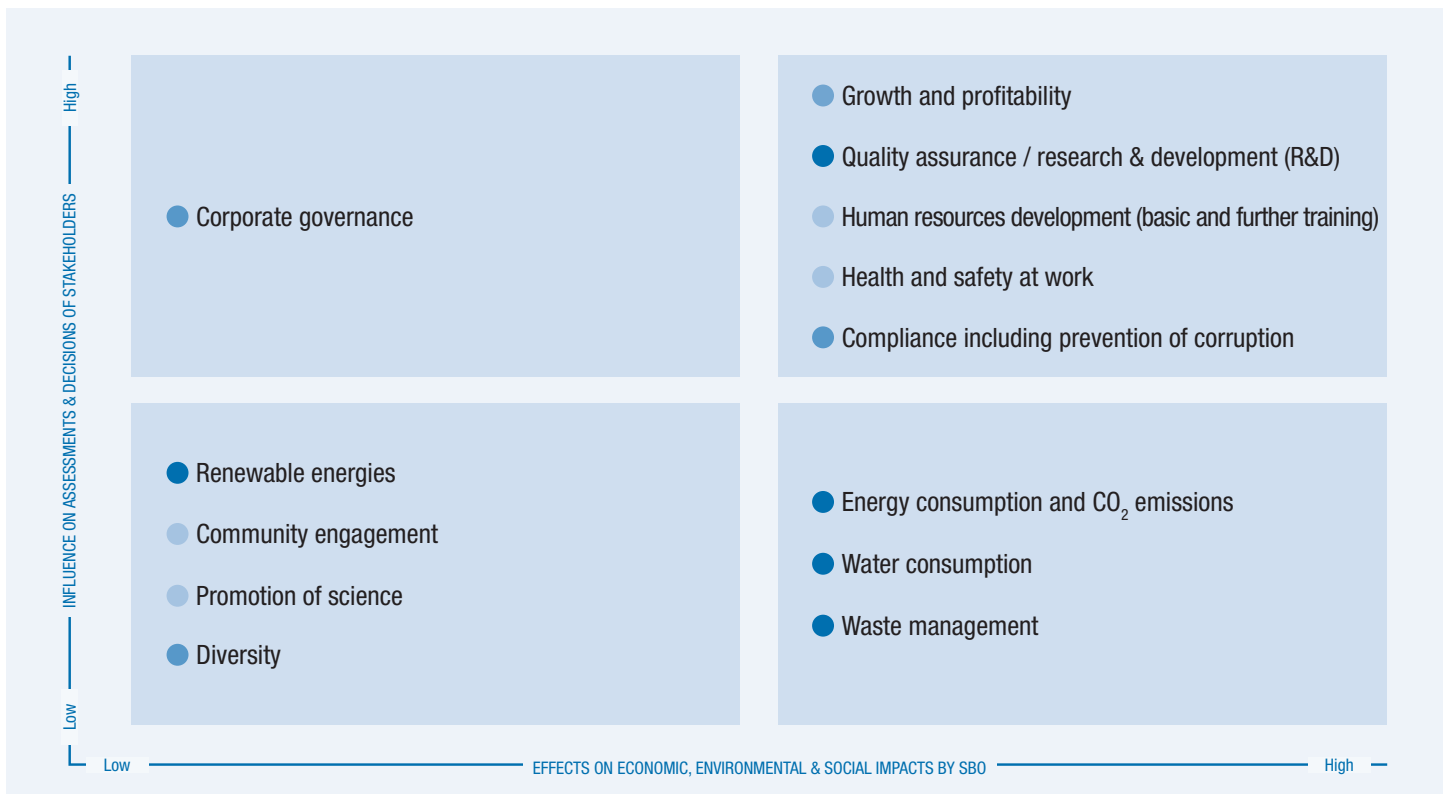 High
INFLUENCE ON ASSESSMENTS & DECISIONS OF STAKEHOLDERS
Low
Corporate governance
Growth and profitability
Quality assurance / research & development (R&D)
Human resources development (basic and further training)
Health and safety at work
Compliance including prevention of corruption
Renewable energies
Community engagement
Promotion of science
Diversity
Energy consumption and CO₂ emissions
Water consumption
Waste management
Low
EFFECTS ON ECONOMIC, ENVIRONMENTAL & SOCIAL IMPACTS BY SBO
High